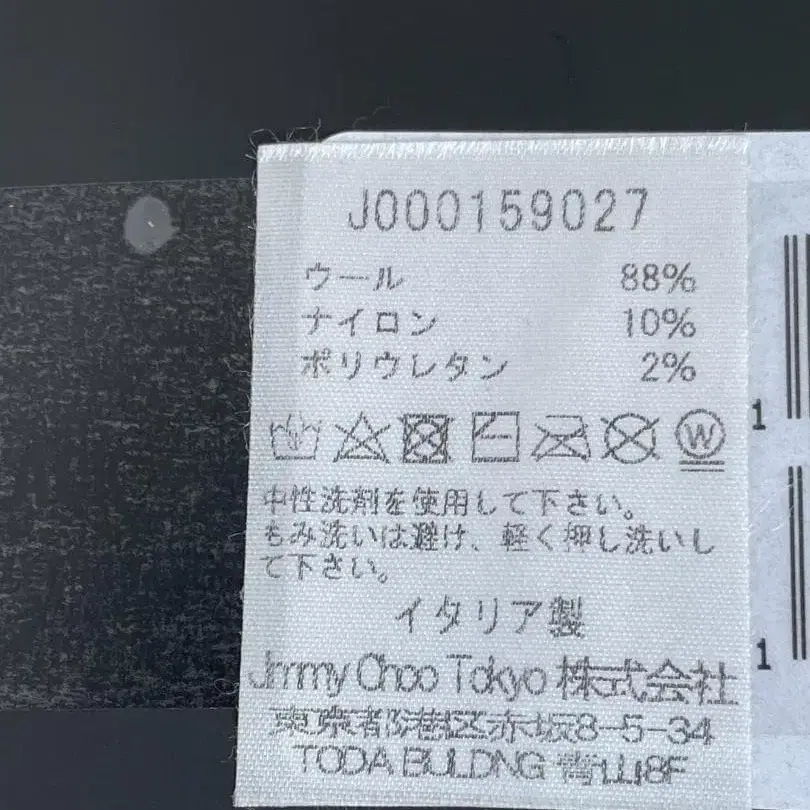 J000159027
ウール 88%
ナイロン 10%
ポリウレタン 2%
W
中性洗剤を使用して下さい。
もみ洗いは避け、軽く押し洗いし
て下さい。
イタリア製
Jimmy Choo Tokyo 株式会社
東京都港区赤坂8-5-34
TODA BUILDING 青山8F
1
1